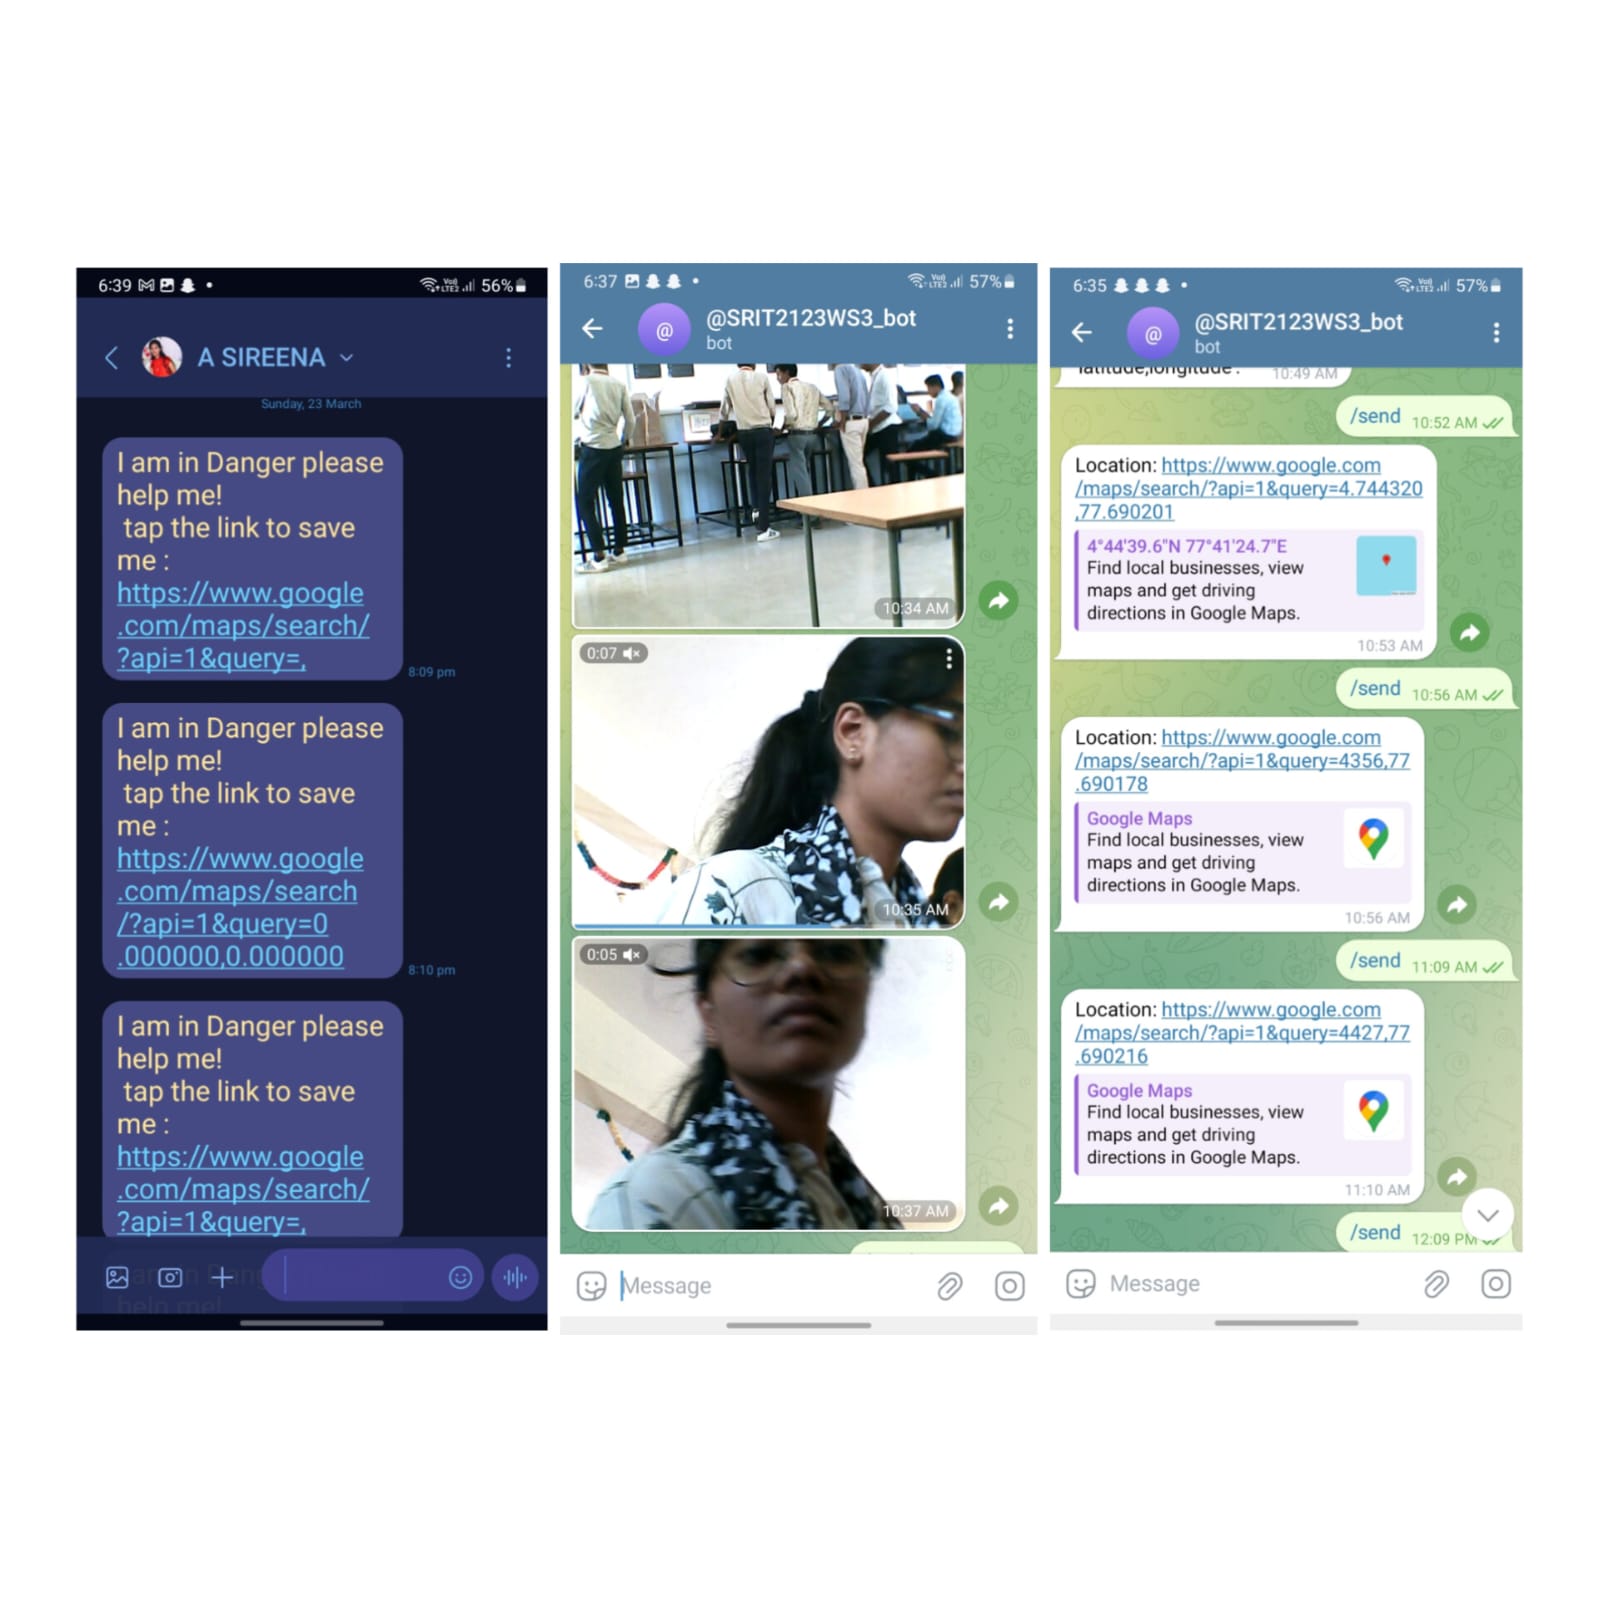 6:39
56%
A SIREENA
Sunday, 23 March
I am in Danger please
help me!
tap the link to save
me :
https://www.google
.com/maps/search/
?api=1&query=,
8:09 pm
I am in Danger please
help me!
tap the link to save
me :
https://www.google
.com/maps/search
/?api=1&query=0
.000000,0.000000
8:10 pm
I am in Danger please
help me!
tap the link to save
me :
https://www.google
.com/maps/search/
?api=1&query=,
help me!
6:37
57%
@
@SRIT2123WS3_bot
bot
10:34 AM
0:07
10:35 AM
0:05
10:37 AM
Message
6:35
57%
@
@SRIT2123WS3_bot
bot
latitude,longitude :
10:49 AM
/send 10:52 AM
Location: https://www.google.com
/maps/search/?api=1&query=4.744320
,77.690201
4°44'39.6"N 77°41'24.7"E
Find local businesses, view
maps and get driving
directions in Google Maps.
10:53 AM
/send 10:56 AM
Location: https://www.google.com
/maps/search/?api=1&query=4356,77
.690178
Google Maps
Find local businesses, view
maps and get driving
directions in Google Maps.
10:56 AM
/send 11:09 AM
Location: https://www.google.com
/maps/search/?api=1&query=4427,77
.690216
Google Maps
Find local businesses, view
maps and get driving
directions in Google Maps.
11:10 AM
/send 12:09 PM
Message